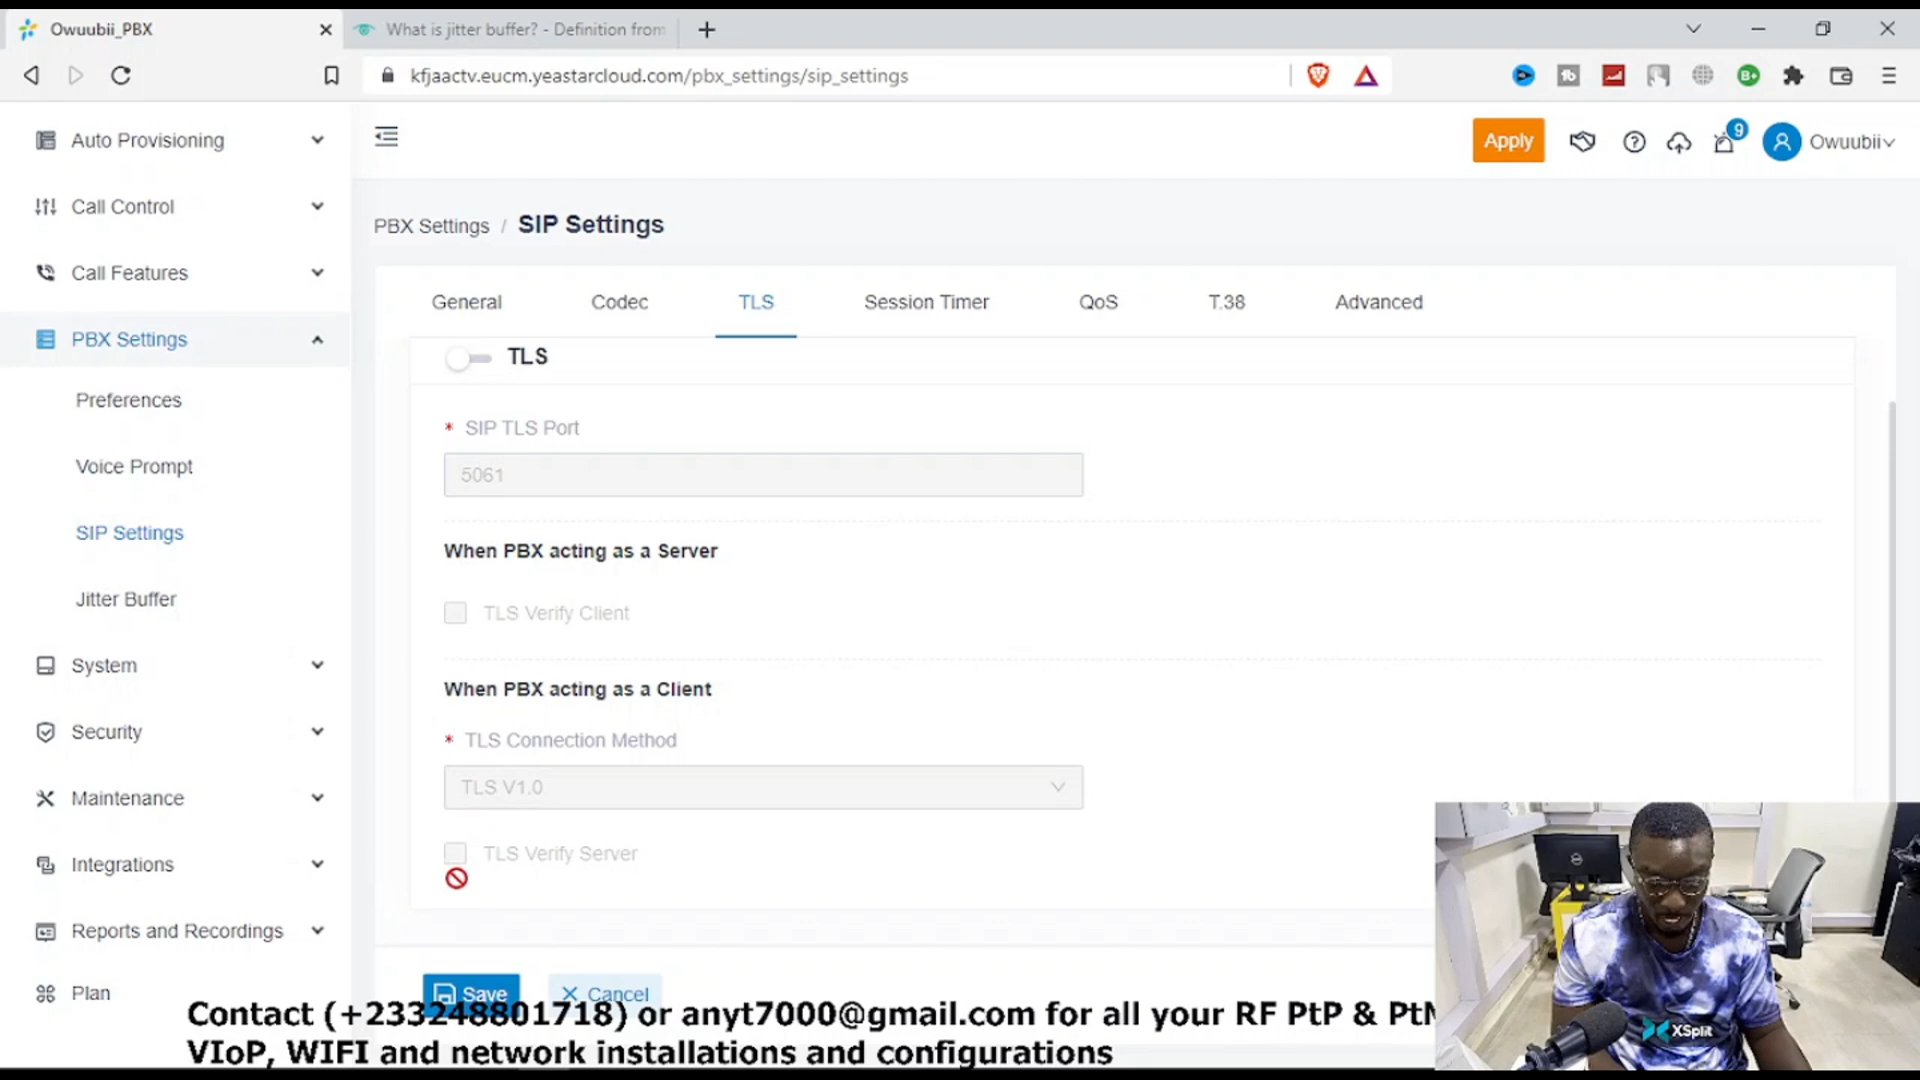 Owuubii_PBX
What is jitter buffer? - Definition from
kfjaactv.eucm.yeastarcloud.com/pbx_settings/sip_settings
Auto Provisioning
Call Control
Call Features
PBX Settings
Preferences
Voice Prompt
SIP Settings
Jitter Buffer
System
Security
Maintenance
Integrations
Reports and Recordings
Plan
Apply
9
Owuubii
PBX Settings / SIP Settings
General Codec TLS Session Timer QoS T.38 Advanced
TLS
* SIP TLS Port
5061
When PBX acting as a Server
TLS Verify Client
When PBX acting as a Client
* TLS Connection Method
TLS V1.0
TLS Verify Server
Save Cancel
Contact (+233248801718) or anyt7000@gmail.com for all your RF PtP &
VIoP, WIFI and network installations and configurations
XSplit